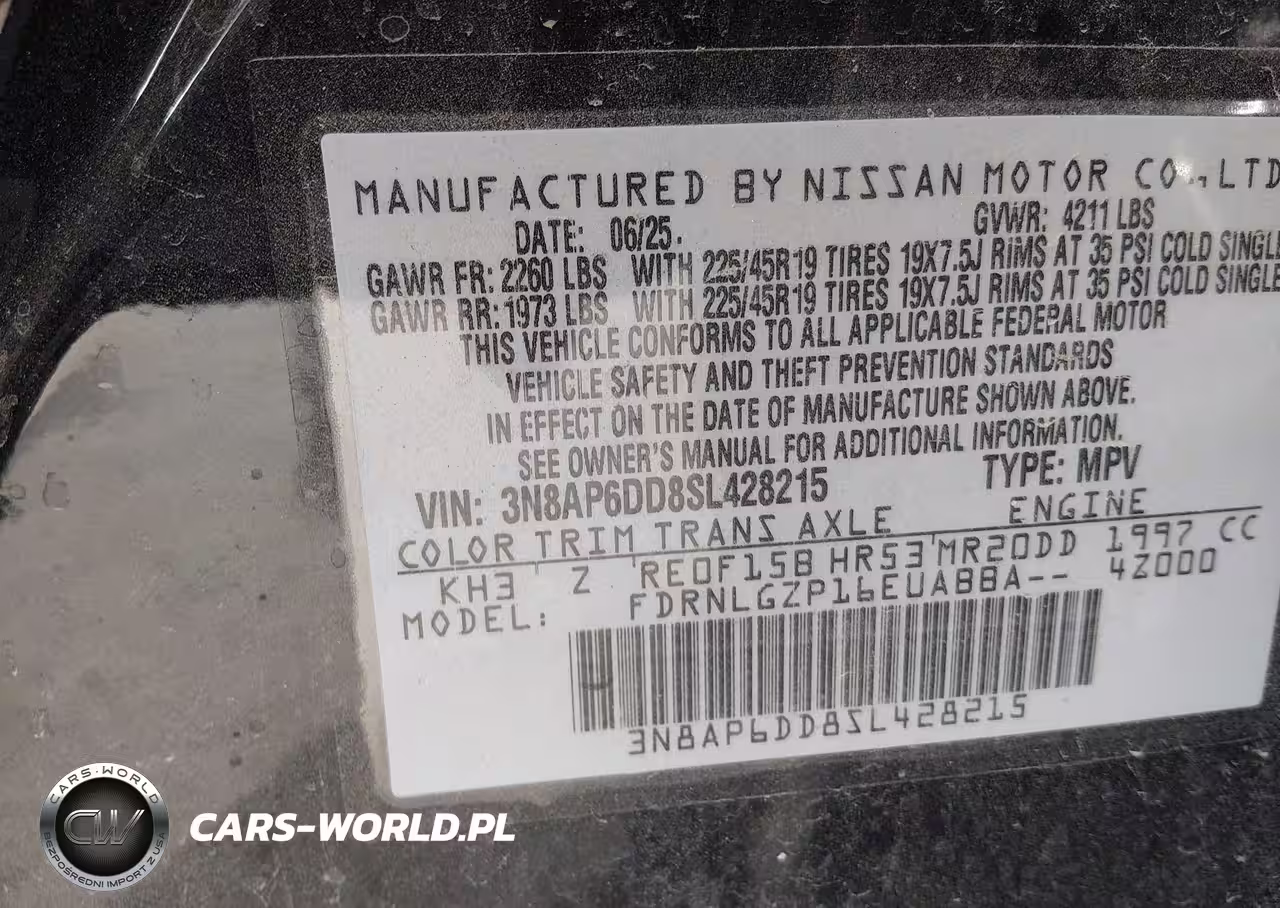 MANUFACTURED BY NISSAN MOTOR CO., LTD
DATE: 06/25. GVWR: 4211 LBS
GAWR FR: 2260 LBS WITH 225/45R19 TIRES 19X7.5J RIMS AT 35 PSI COLD SINGLE
GAWR RR: 1973 LBS WITH 225/45R19 TIRES 19X7.5J RIMS AT 35 PSI COLD SINGLE
THIS VEHICLE CONFORMS TO ALL APPLICABLE FEDERAL MOTOR
VEHICLE SAFETY AND THEFT PREVENTION STANDARDS
IN EFFECT ON THE DATE OF MANUFACTURE SHOWN ABOVE.
SEE OWNER'S MANUAL FOR ADDITIONAL INFORMATION.
VIN: 3N8AP6DD8SL428215 TYPE: MPV
COLOR TRIM TRANS AXLE ENGINE
KH3 Z RE0F15B HR53 MR20DD 1997 CC
MODEL: FDRNLGZP16EUABBA-- 4Z000
3N8AP6DD8SL428215
CARS-WORLD
CW
BEZPOŚREDNI IMPORT Z USA
CARS-WORLD.PL